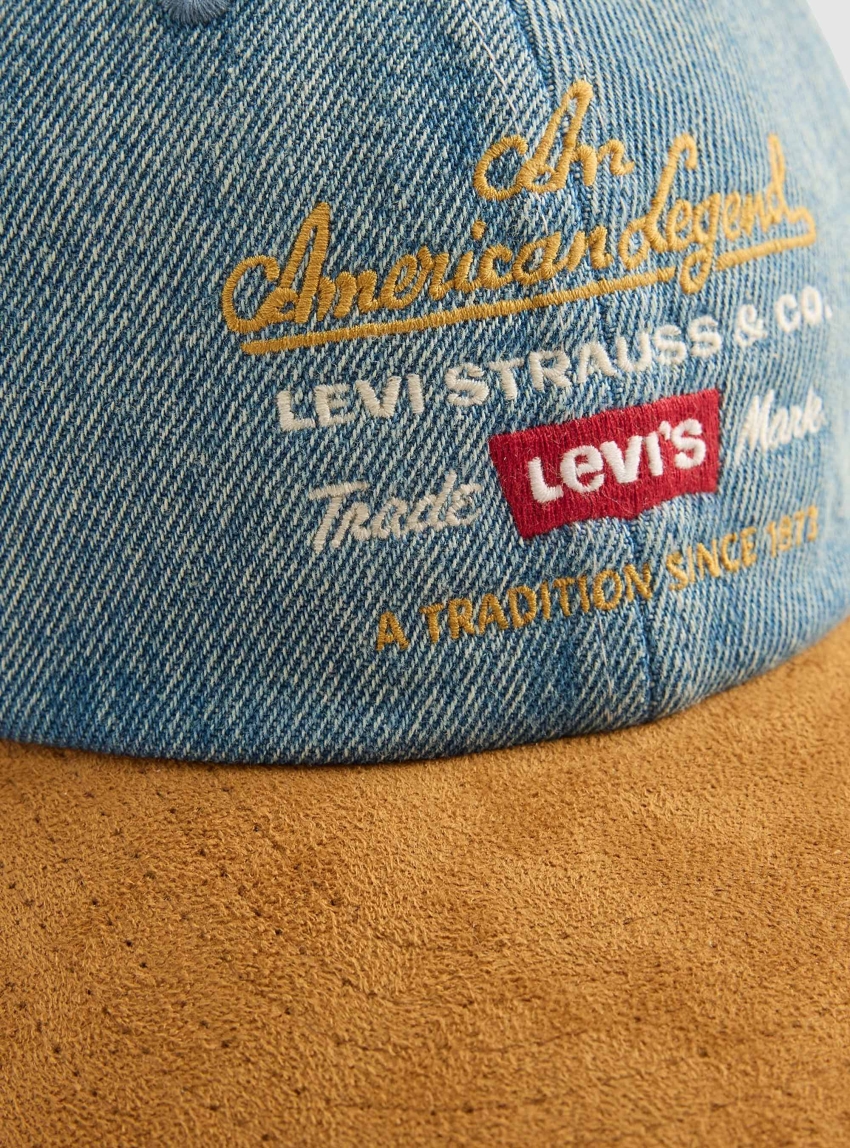 An
American Legend
LEVI STRAUSS & CO.
Trade Levi's Mark
A TRADITION SINCE 1873